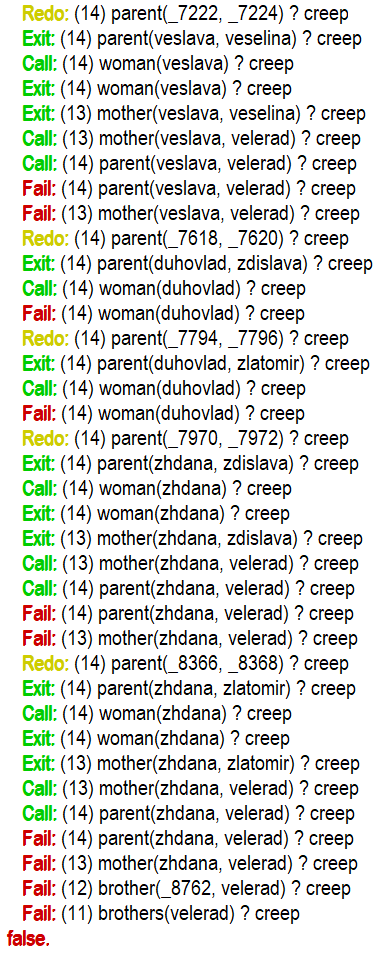 Redo: (14) parent(_7222, _7224) ? creep
Exit: (14) parent(veslava, veselina) ? creep
Call: (14) woman(veslava) ? creep
Exit: (14) woman(veslava) ? creep
Exit: (13) mother(veslava, veselina) ? creep
Call: (13) mother(veslava, velerad) ? creep
Call: (14) parent(veslava, velerad) ? creep
Fail: (14) parent(veslava, velerad) ? creep
Fail: (13) mother(veslava, velerad) ? creep
Redo: (14) parent(_7618, _7620) ? creep
Exit: (14) parent(duhovlad, zdislava) ? creep
Call: (14) woman(duhovlad) ? creep
Fail: (14) woman(duhovlad) ? creep
Redo: (14) parent(_7794, _7796) ? creep
Exit: (14) parent(duhovlad, zlatomir) ? creep
Call: (14) woman(duhovlad) ? creep
Fail: (14) woman(duhovlad) ? creep
Redo: (14) parent(_7970, _7972) ? creep
Exit: (14) parent(zhdana, zdislava) ? creep
Call: (14) woman(zhdana) ? creep
Exit: (14) woman(zhdana) ? creep
Exit: (13) mother(zhdana, zdislava) ? creep
Call: (13) mother(zhdana, velerad) ? creep
Call: (14) parent(zhdana, velerad) ? creep
Fail: (14) parent(zhdana, velerad) ? creep
Fail: (13) mother(zhdana, velerad) ? creep
Redo: (14) parent(_8366, _8368) ? creep
Exit: (14) parent(zhdana, zlatomir) ? creep
Call: (14) woman(zhdana) ? creep
Exit: (14) woman(zhdana) ? creep
Exit: (13) mother(zhdana, zlatomir) ? creep
Call: (13) mother(zhdana, velerad) ? creep
Call: (14) parent(zhdana, velerad) ? creep
Fail: (14) parent(zhdana, velerad) ? creep
Fail: (13) mother(zhdana, velerad) ? creep
Fail: (12) brother(_8762, velerad) ? creep
Fail: (11) brothers(velerad) ? creep
false.